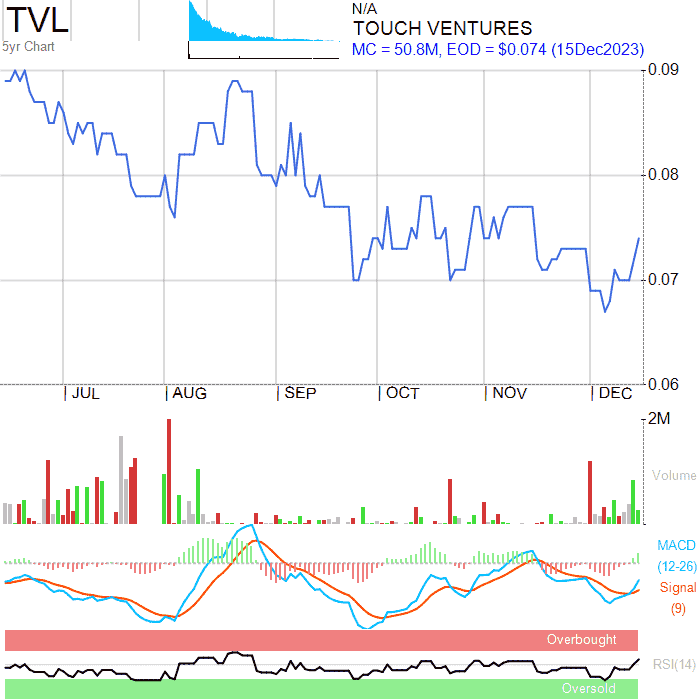 TVL
5yr Chart
N/A
TOUCH VENTURES
MC = 50.8M, EOD = $0.074 (15Dec2023)
0.09
0.08
0.07
0.06
JUL AUG SEP OCT NOV DEC
2M
Volume
MACD
(12-26)
Signal
(9)
Overbought
RSI(14)
Oversold